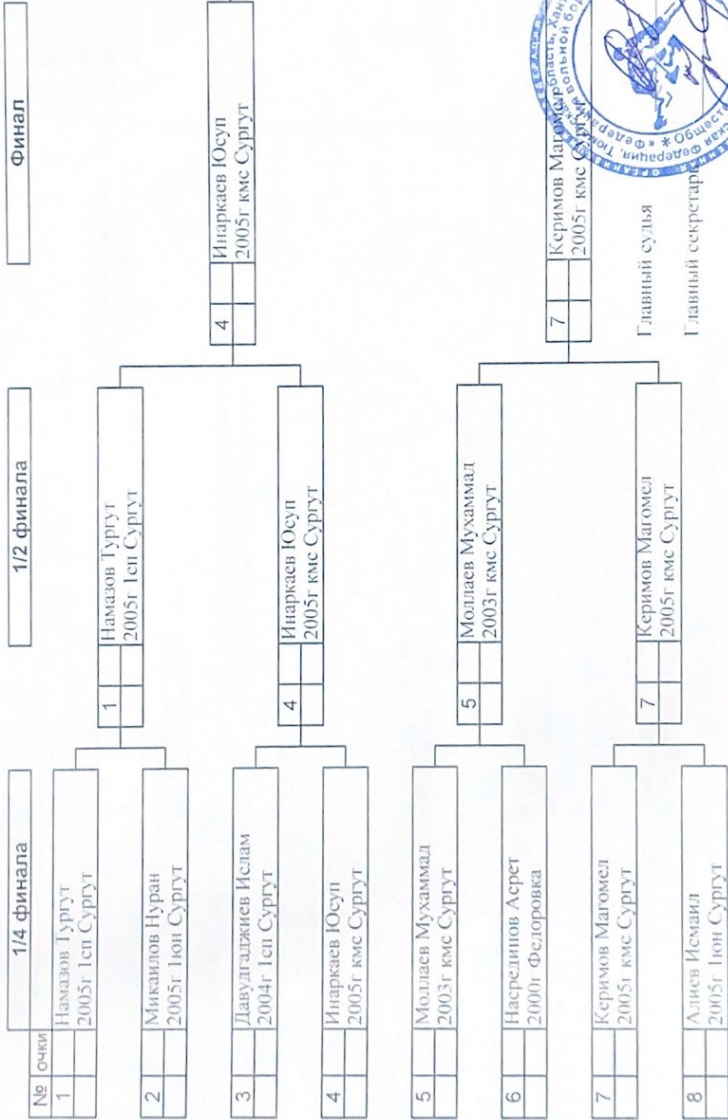 1/4 финала
1/2 финала
Финал
№ очки
1 Намазов Тургут
2005г 1сп Сургут
2 Микаилов Нуран
2005г 1юн Сургут
3 Давудгаджиев Ислам
2004г 1сп Сургут
4 Инаркаев Юсуп
2005г кмс Сургут
5 Моллаев Мухаммад
2003г кмс Сургут
6 Насрединов Асрет
2000г Федоровка
7 Керимов Магомед
2005г кмс Сургут
8 Алиев Исмаил
2005г 1юн Сургут
1 Намазов Тургут
2005г 1сп Сургут
4 Инаркаев Юсуп
2005г кмс Сургут
5 Моллаев Мухаммад
2003г кмс Сургут
7 Керимов Магомед
2005г кмс Сургут
4 Инаркаев Юсуп
2005г кмс Сургут
7 Керимов
2005г кмс Сургут
Главный судья
Главный секретарь